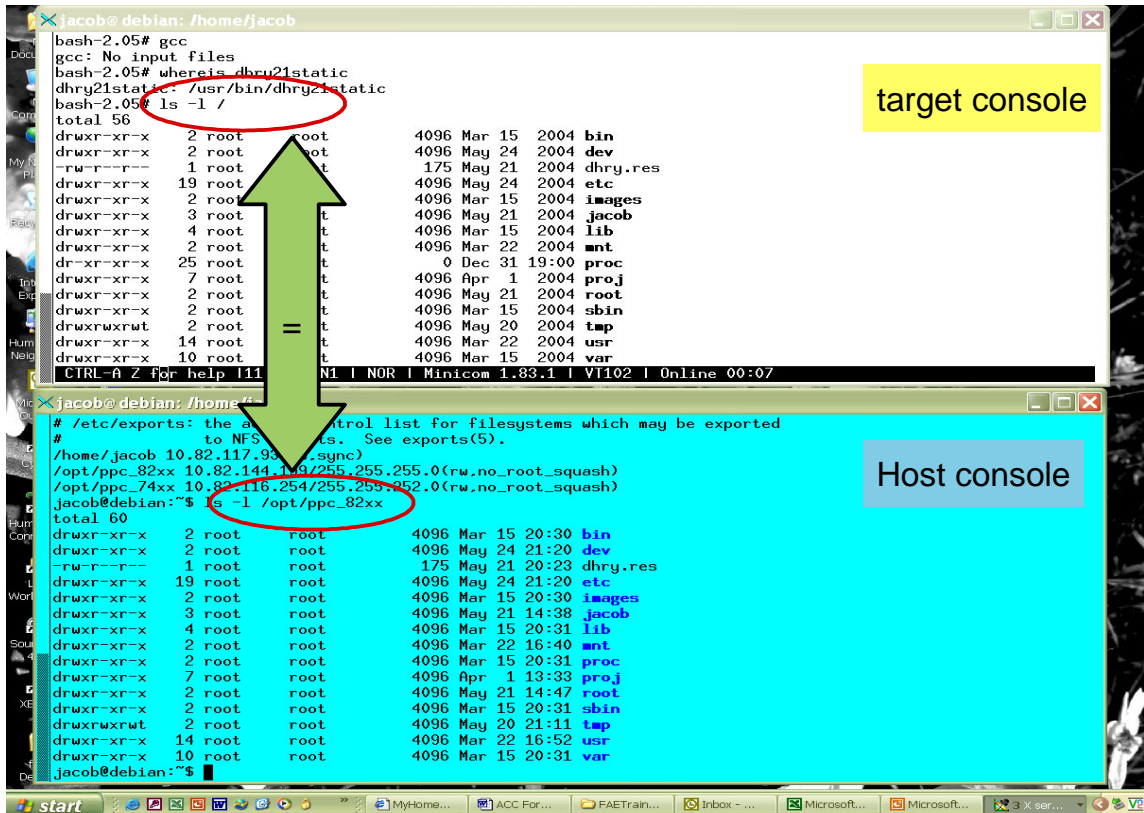 jacob@debian: /home/jacob
bash-2.05# gcc
gcc: No input files
bash-2.05# whereis dhry21static
dhry21static: /usr/bin/dhry21static
bash-2.05# ls -l /
total 56
drwxr-xr-x 2 root root 4096 Mar 15 2004 bin
drwxr-xr-x 2 root root 4096 May 24 2004 dev
-rw-r--r-- 1 root 175 May 21 2004 dhry.res
drwxr-xr-x 19 root 4096 May 24 2004 etc
drwxr-xr-x 2 root 4096 Mar 15 2004 images
drwxr-xr-x 3 root t 4096 May 21 2004 jacob
drwxr-xr-x 4 root t 4096 Mar 15 2004 lib
drwxr-xr-x 2 root t 4096 Mar 22 2004 mnt
dr-xr-xr-x 25 root t 0 Dec 31 19:00 proc
drwxr-xr-x 7 root t 4096 Apr 1 2004 proj
drwxr-xr-x 2 root t 4096 May 21 2004 root
drwxr-xr-x 2 root t 4096 Mar 15 2004 sbin
drwxrwxrwt 2 root t 4096 May 20 2004 tmp
drwxr-xr-x 14 root t 4096 Mar 22 2004 usr
drwxr-xr-x 10 root t 4096 Mar 15 2004 var
CTRL-A Z for help |11 N1 | NOR | Minicom 1.83.1 | VT102 | Online 00:07
target console
=
jacob@debian: /home/
# /etc/exports: the control list for filesystems which may be exported
# to NFS ts. See exports(5).
/home/jacob 10.82.117.9 ,sync)
/opt/ppc_82xx 10.82.144. /255.255.255.0(rw,no_root_squash)
/opt/ppc_74xx 10.82.116.254/255.255.252.0(rw,no_root_squash)
jacob@debian:~$ ls -l /opt/ppc_82xx
total 60
drwxr-xr-x 2 root root 4096 Mar 15 20:30 bin
drwxr-xr-x 2 root root 4096 May 24 21:20 dev
-rw-r--r-- 1 root root 175 May 21 20:23 dhry.res
drwxr-xr-x 19 root root 4096 May 24 21:20 etc
drwxr-xr-x 2 root root 4096 Mar 15 20:30 images
drwxr-xr-x 3 root root 4096 May 21 14:38 jacob
drwxr-xr-x 4 root root 4096 Mar 15 20:31 lib
drwxr-xr-x 2 root root 4096 Mar 22 16:40 mnt
drwxr-xr-x 2 root root 4096 Mar 15 20:31 proc
drwxr-xr-x 7 root root 4096 Apr 1 13:33 proj
drwxr-xr-x 2 root root 4096 May 21 14:47 root
drwxr-xr-x 2 root root 4096 Mar 15 20:31 sbin
drwxrwxrwt 2 root root 4096 May 20 21:11 tmp
drwxr-xr-x 14 root root 4096 Mar 22 16:52 usr
drwxr-xr-x 10 root root 4096 Mar 15 20:31 var
jacob@debian:~$
Host console
start
MyHome...
ACC For...
FAETrain...
Inbox - ...
Microsoft...
Microsoft...
3 X ser...